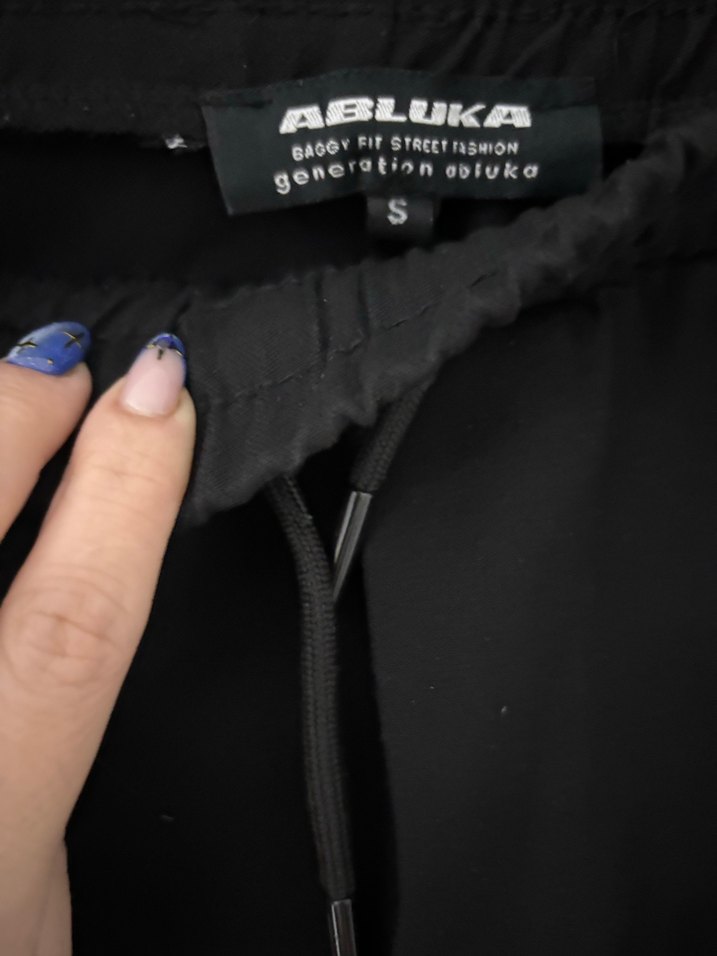 ABLUKA
BAGGY FIT STREET FASHION
generation abluka
S